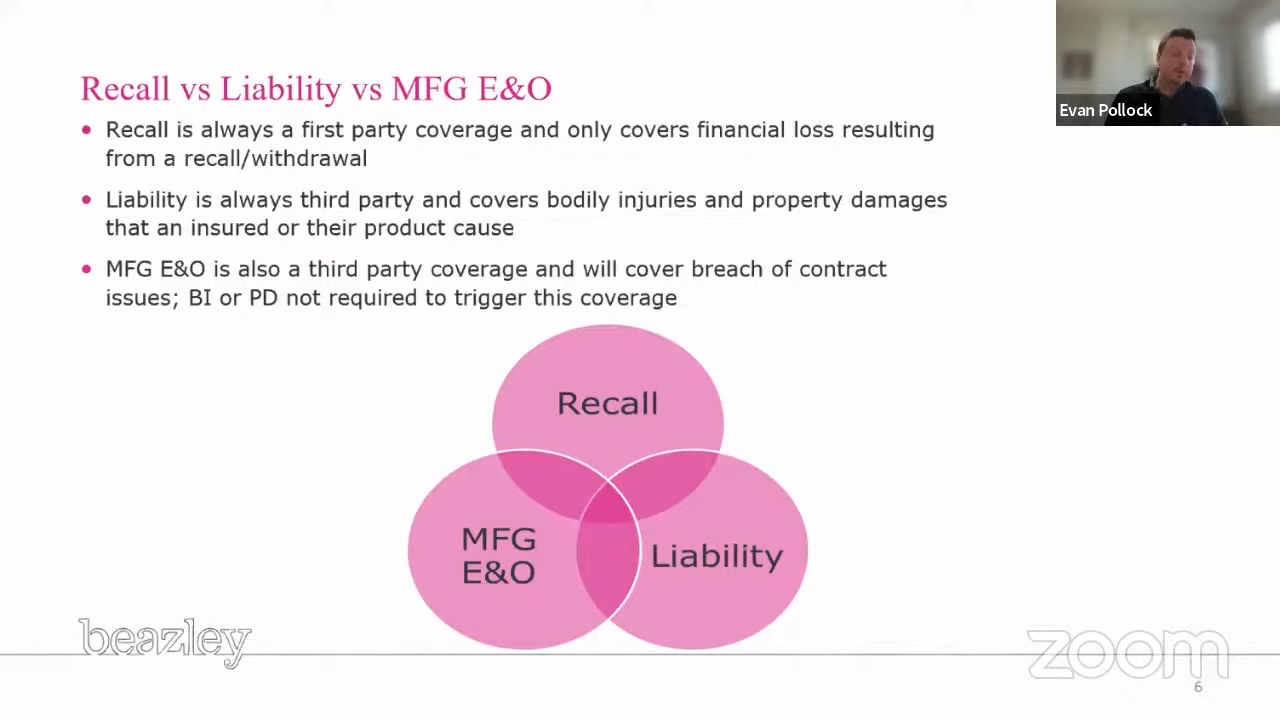 Recall vs Liability vs MFG E&O
Evan Pollock
Recall is always a first party coverage and only covers financial loss resulting
from a recall/withdrawal
Liability is always third party and covers bodily injuries and property damages
that an insured or their product cause
MFG E&O is also a third party coverage and will cover breach of contract
issues; BI or PD not required to trigger this coverage
Recall
MFG
E&O
Liability
beazley
zoom
6